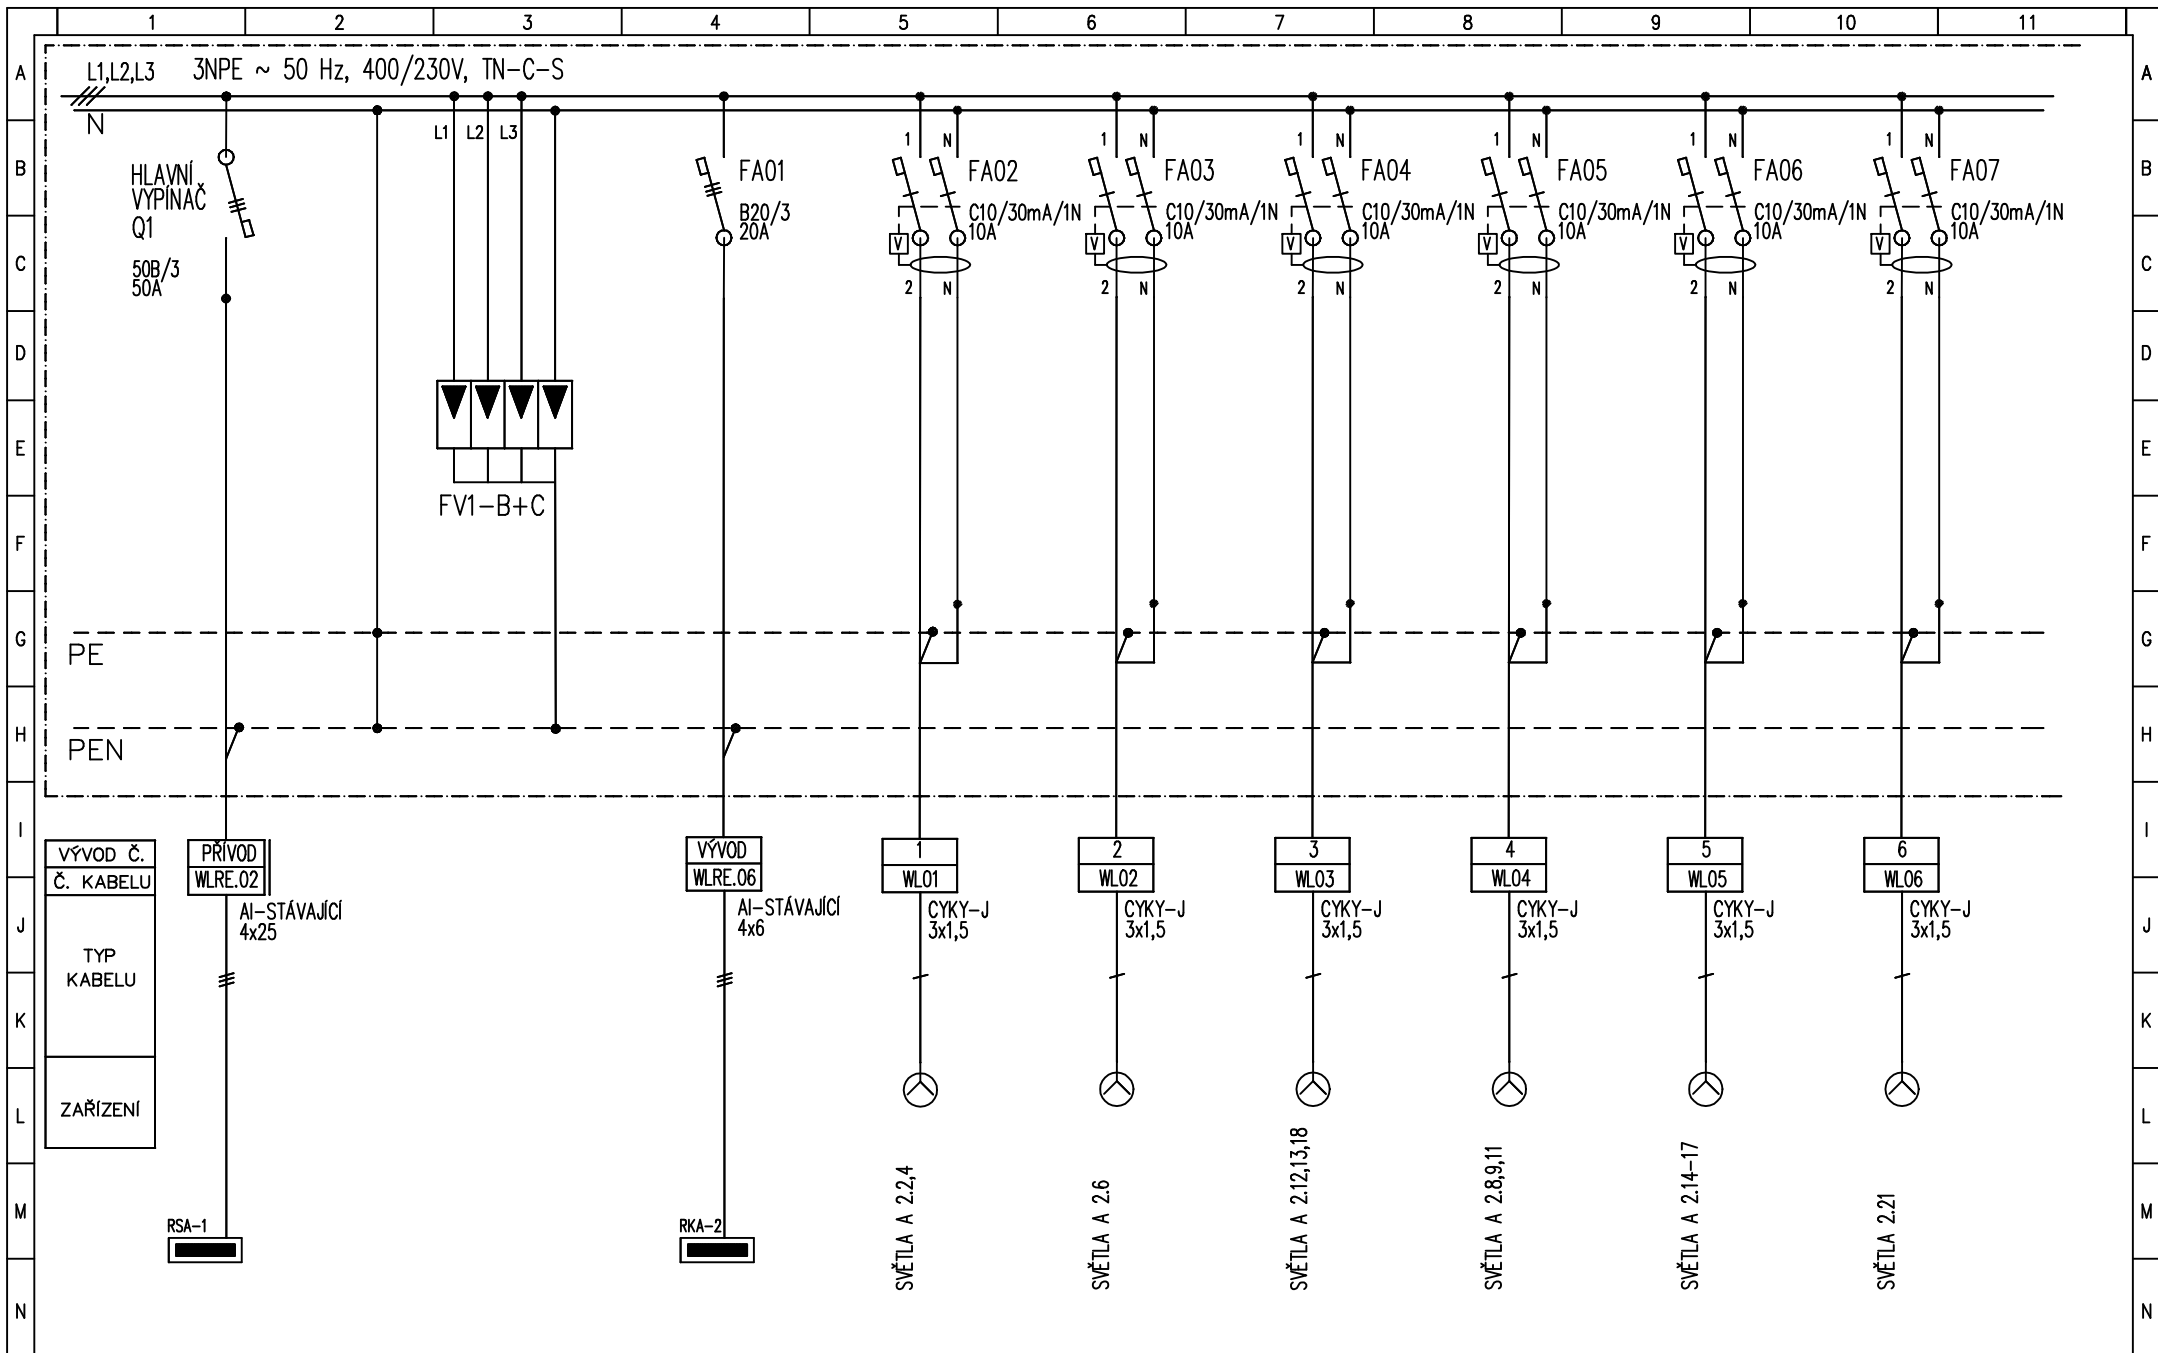 1 2 3 4 5 6 7 8 9 10 11
A A
L1,L2,L3 3NPE ~ 50 Hz, 400/230V, TN-C-S
N
L1 L2 L3
1 N 1 N 1 N 1 N 1 N 1 N
B B
HLAVNÍ
VYPÍNAČ
Q1
50B/3
50A
FA01
B20/3
20A
FA02
C10/30mA/1N
10A
V
2 N
FA03
C10/30mA/1N
10A
V
2 N
FA04
C10/30mA/1N
10A
V
2 N
FA05
C10/30mA/1N
10A
V
2 N
FA06
C10/30mA/1N
10A
V
2 N
FA07
C10/30mA/1N
10A
V
2 N
C C
D D
E E
FV1-B+C
F F
G G
PE
H H
PEN
I I
VÝVOD Č.
Č. KABELU
TYP
KABELU
ZAŘÍZENÍ
PŘÍVOD
WLRE.02
AI-STÁVAJÍCÍ
4x25
VÝVOD
WLRE.06
AI-STÁVAJÍCÍ
4x6
1
WL01
CYKY-J
3x1,5
2
WL02
CYKY-J
3x1,5
3
WL03
CYKY-J
3x1,5
4
WL04
CYKY-J
3x1,5
5
WL05
CYKY-J
3x1,5
6
WL06
CYKY-J
3x1,5
J J
K K
L L
M M
RSA-1
RKA-2
SVĚTLA A 2.2,4
SVĚTLA A 2.6
SVĚTLA A 2.12,13,18
SVĚTLA A 2.8,9,11
SVĚTLA A 2.14-17
SVĚTLA A 2.21
N N